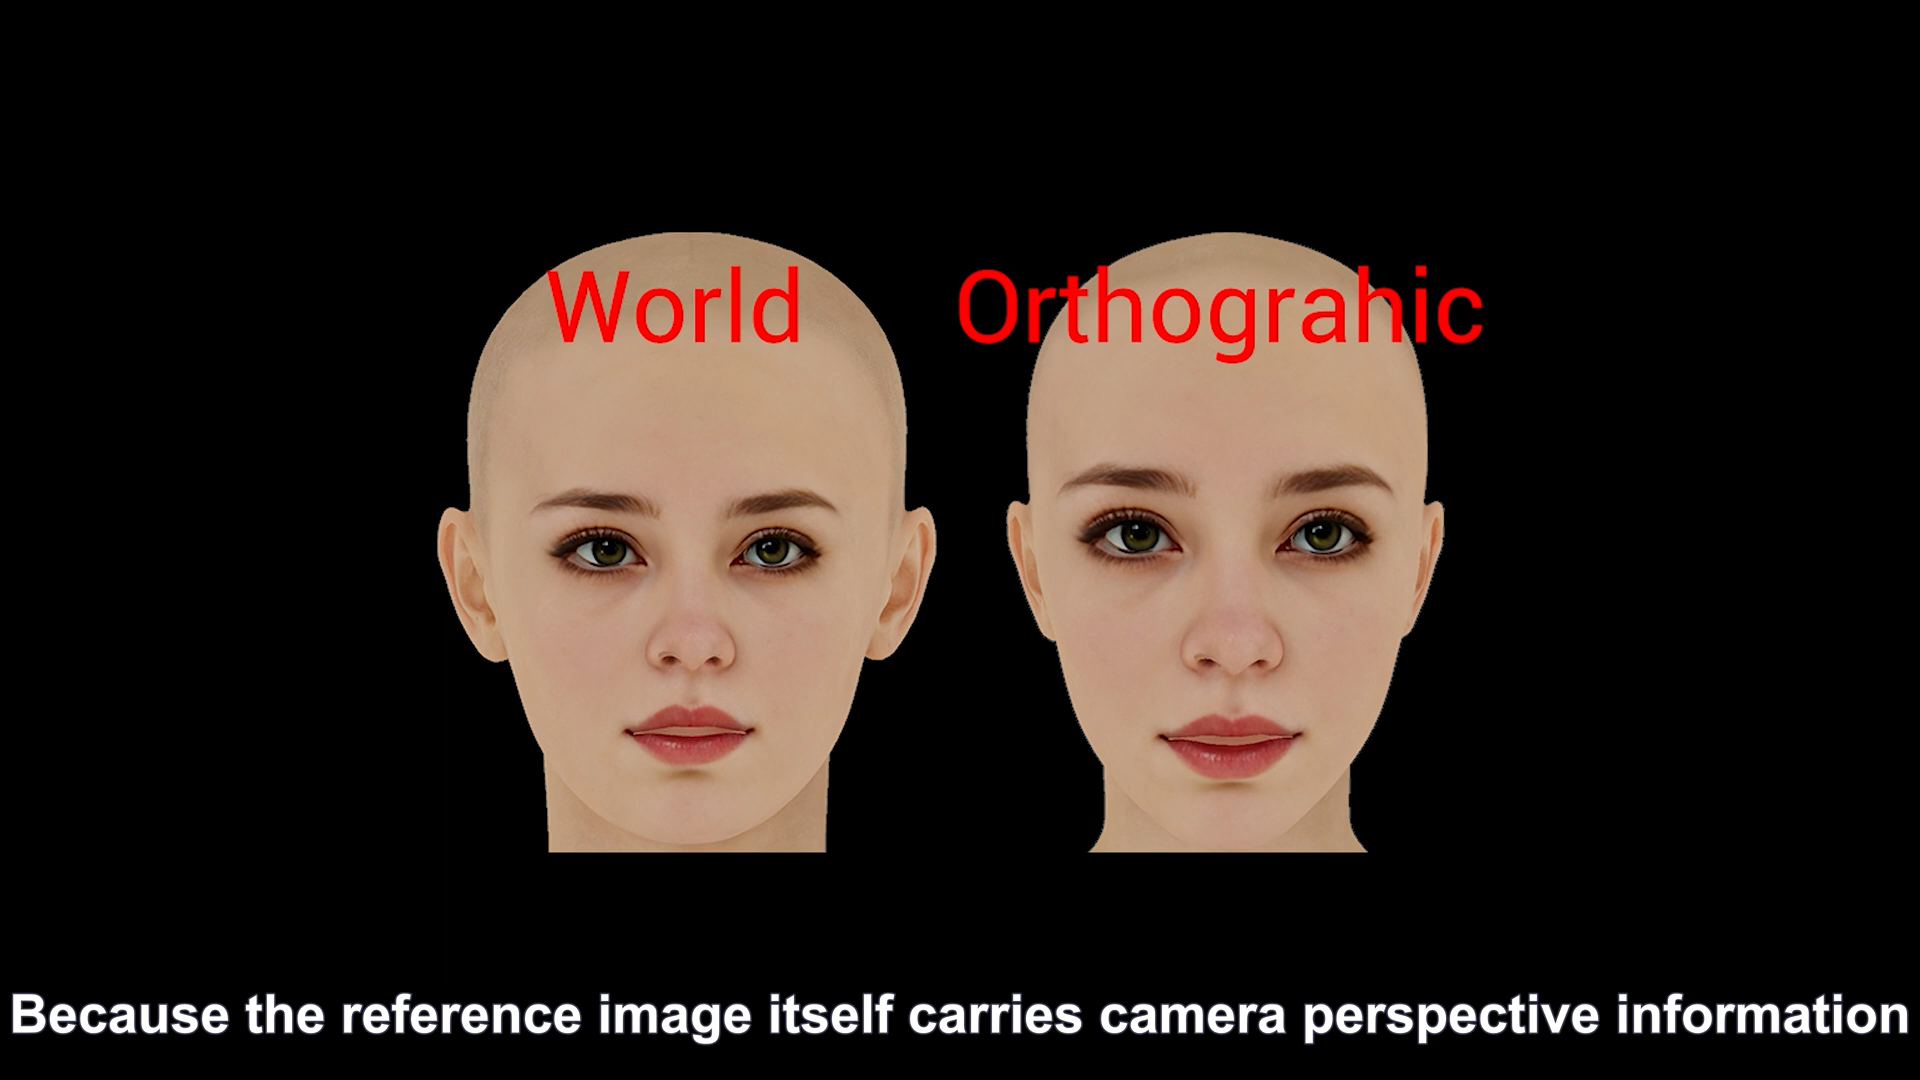 World
Orthograhic
Because the reference image itself carries camera perspective information